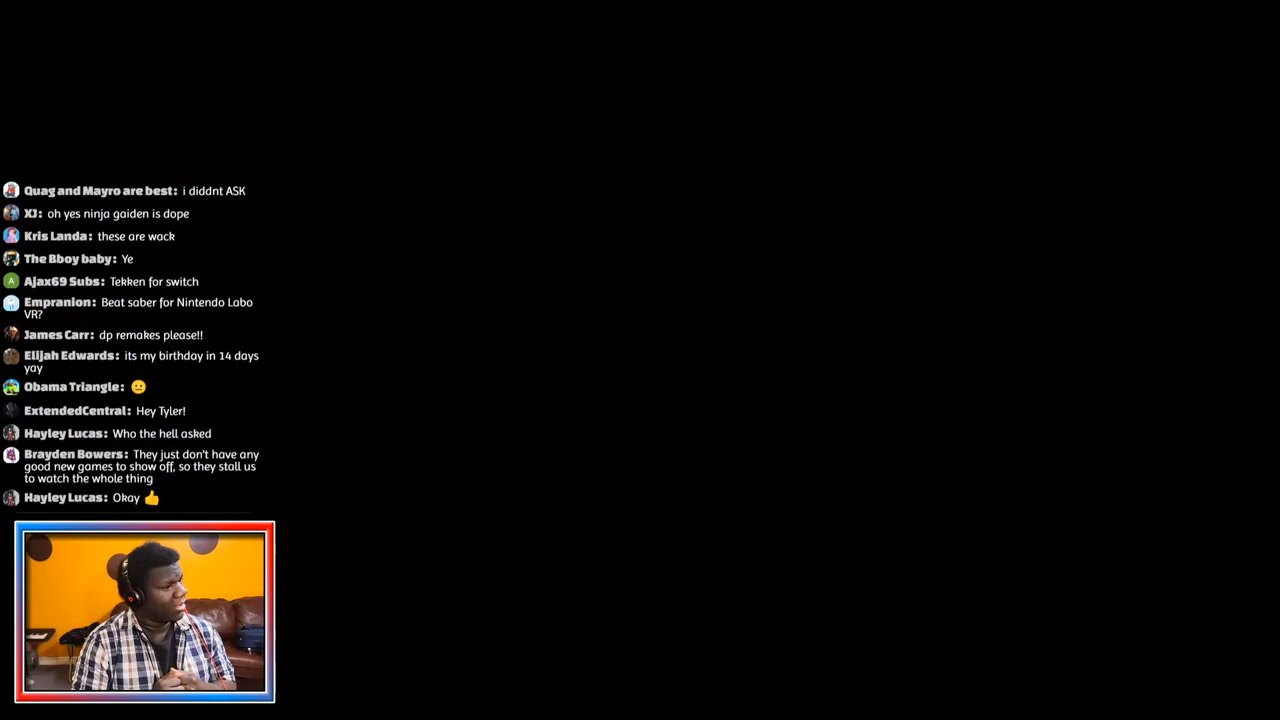 Quag and Mayro are best: i diddnt ASK
XJ: oh yes ninja gaiden is dope
Kris Landa: these are wack
The Bboy baby: Ye
A Ajax69 Subs: Tekken for switch
Empranion: Beat saber for Nintendo Labo
VR?
James Carr: dp remakes please!!
Elijah Edwards: its my birthday in 14 days
yay
Obama Triangle: 😐
ExtendedCentral: Hey Tyler!
Hayley Lucas: Who the hell asked
Brayden Bowers: They just don't have any
good new games to show off, so they stall us
to watch the whole thing
Hayley Lucas: Okay 👍